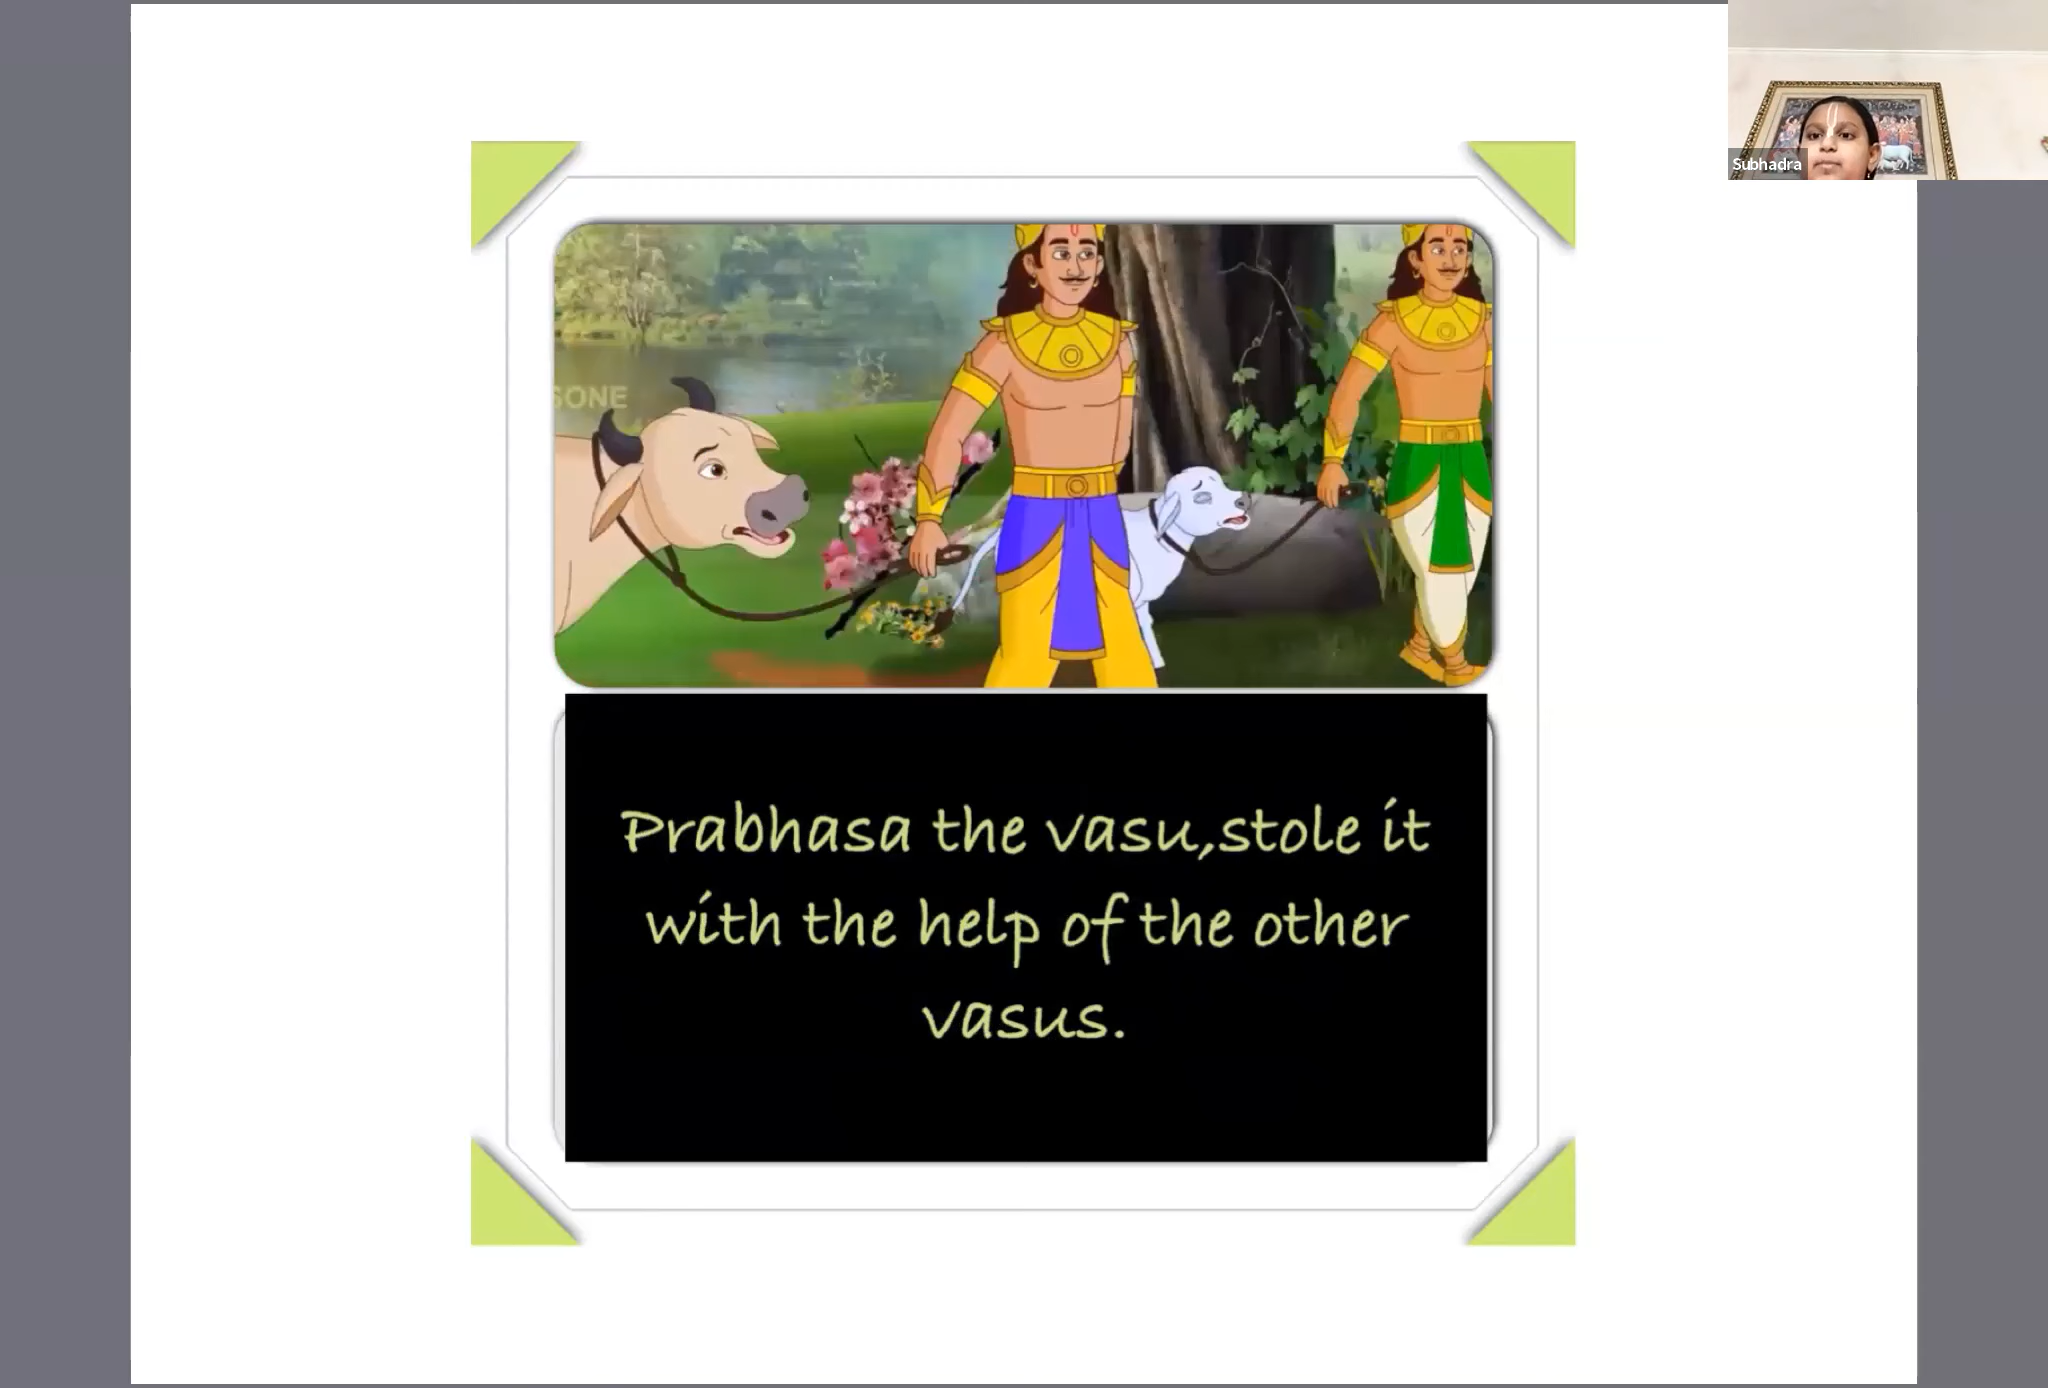 Subhadra
SONE
Prabhasa the vasu,stole it
with the help of the other
vasus.